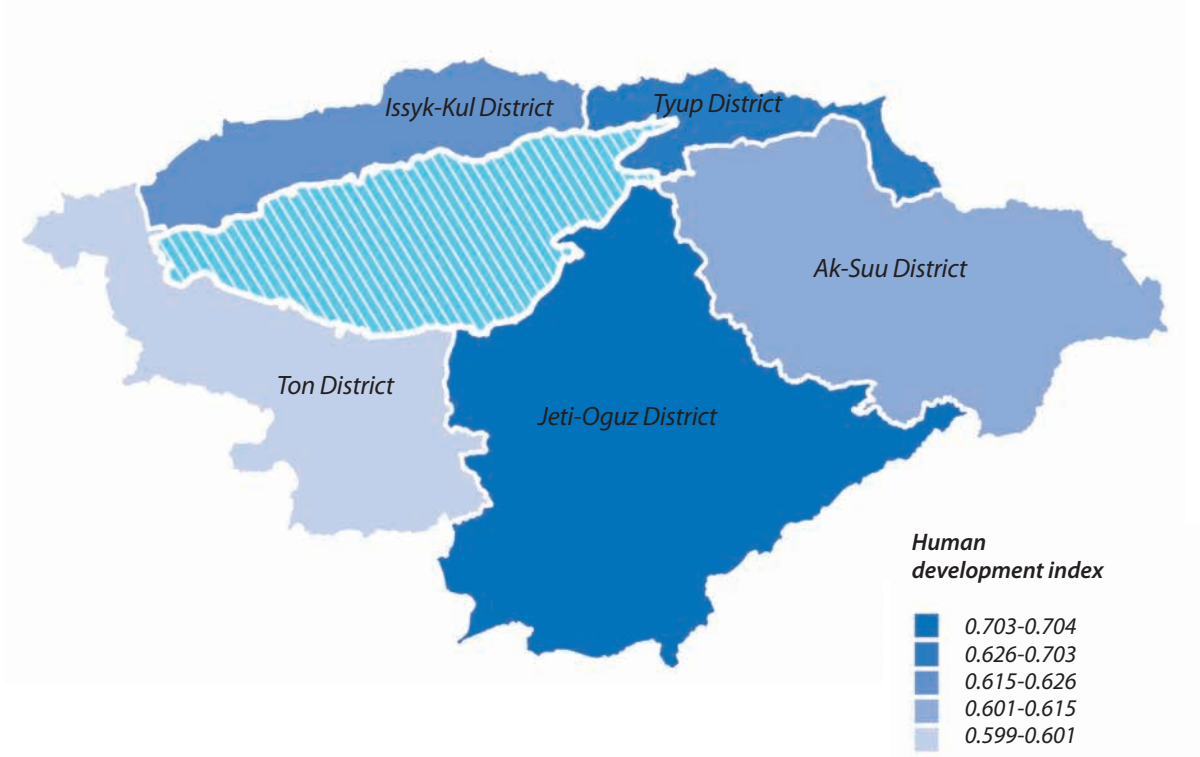 Issyk-Kul District
Tyup District
Ak-Suu District
Ton District
Jeti-Oguz District
Human
development index
0.703-0.704
0.626-0.703
0.615-0.626
0.601-0.615
0.599-0.601